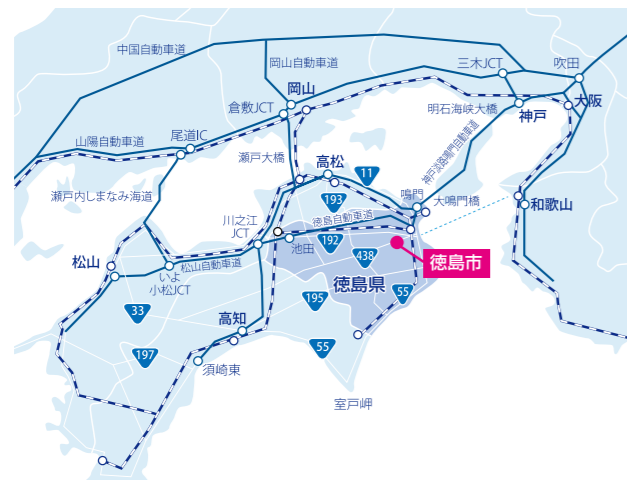 中国自動車道
岡山自動車道
三木JCT
吹田
岡山
倉敷JCT
明石海峡大橋
神戸
大阪
山陽自動車道
尾道IC
瀬戸大橋
神戸淡路鳴門自動車道
高松
11
瀬戸内しまなみ海道
193
鳴門
大鳴門橋
和歌山
川之江
JCT
徳島自動車道
192
池田
438
徳島市
松山
松山自動車道
いよ
小松JCT
徳島県
195
55
33
高知
197
55
須崎東
室戸岬